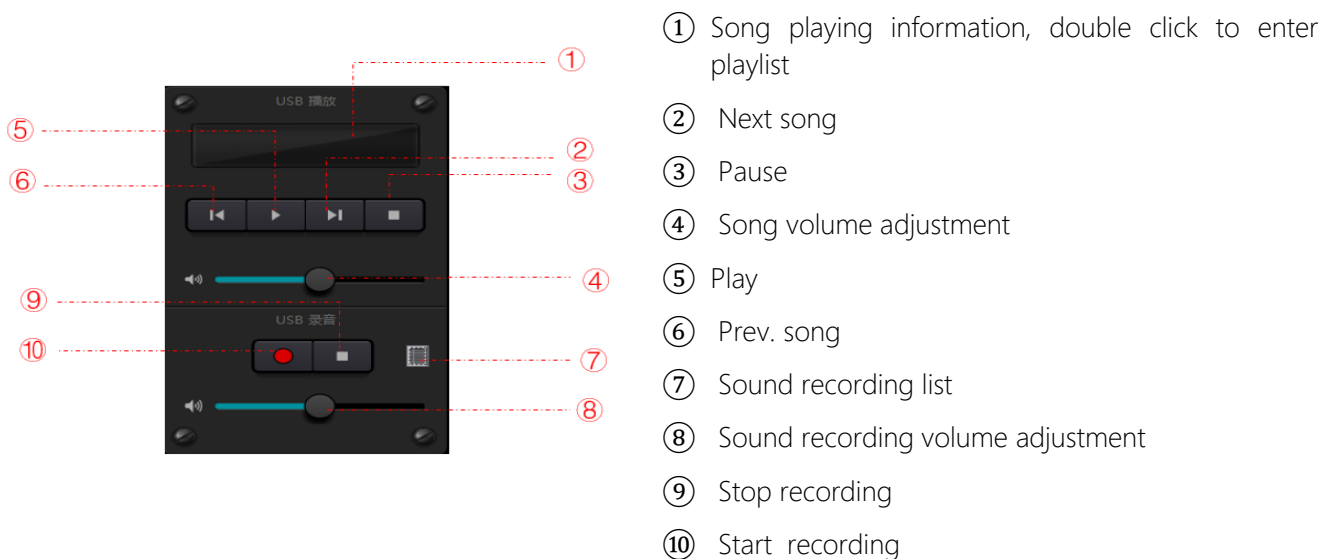 ①
USB 播放
⑤
②
⑥
③
④
⑨
USB 录音
⑩
⑦
⑧
① Song playing information, double click to enter
playlist
② Next song
③ Pause
④ Song volume adjustment
⑤ Play
⑥ Prev. song
⑦ Sound recording list
⑧ Sound recording volume adjustment
⑨ Stop recording
⑩ Start recording